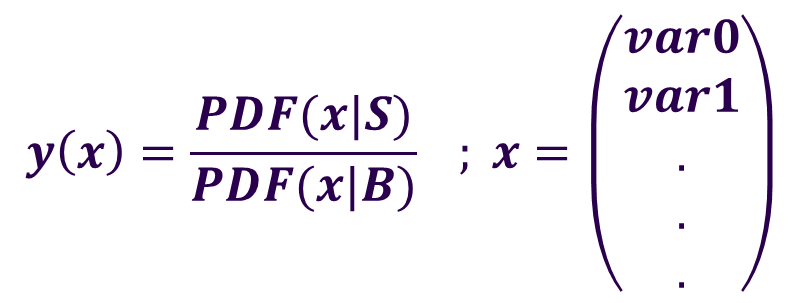 y(x) = PDF(x|S) / PDF(x|B) ; x = (
var0
var1
.
.
.
)